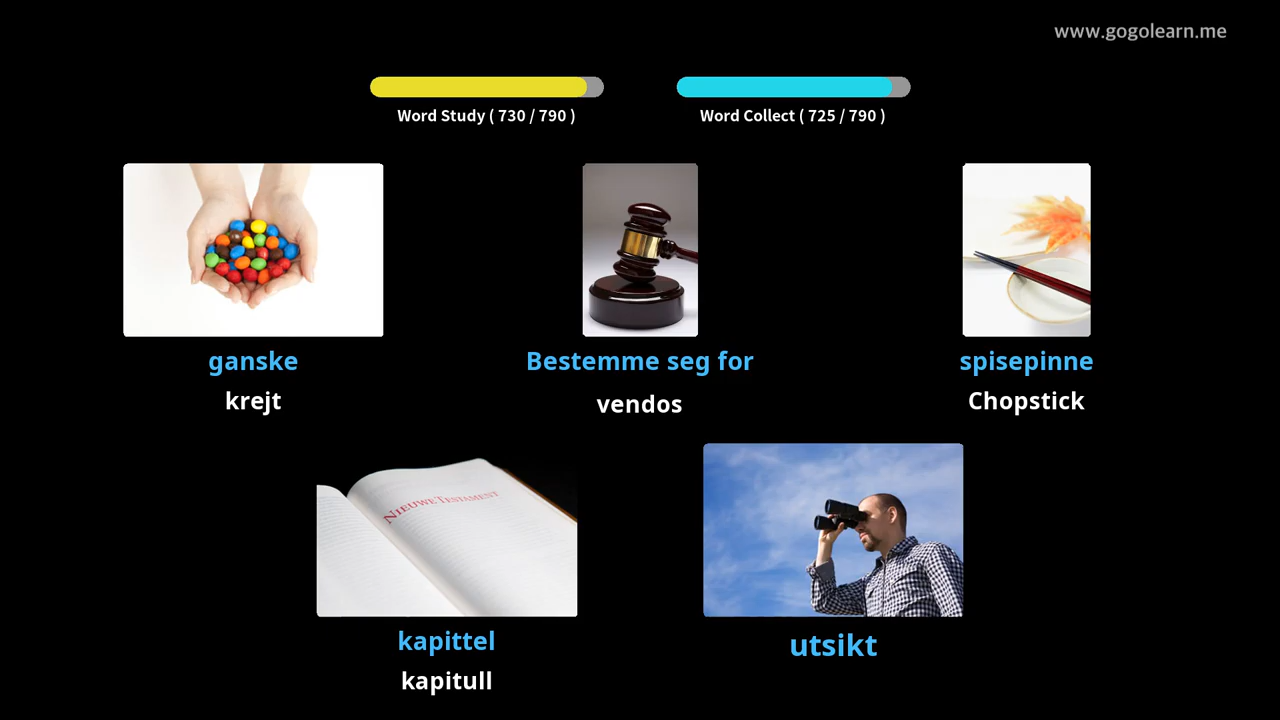 www.gogolearn.me
Word Study ( 730 / 790 )
Word Collect ( 725 / 790 )
ganske
krejt
Bestemme seg for
vendos
spisepinne
Chopstick
NIEUWE TESTAMENT
kapittel
kapitull
utsikt